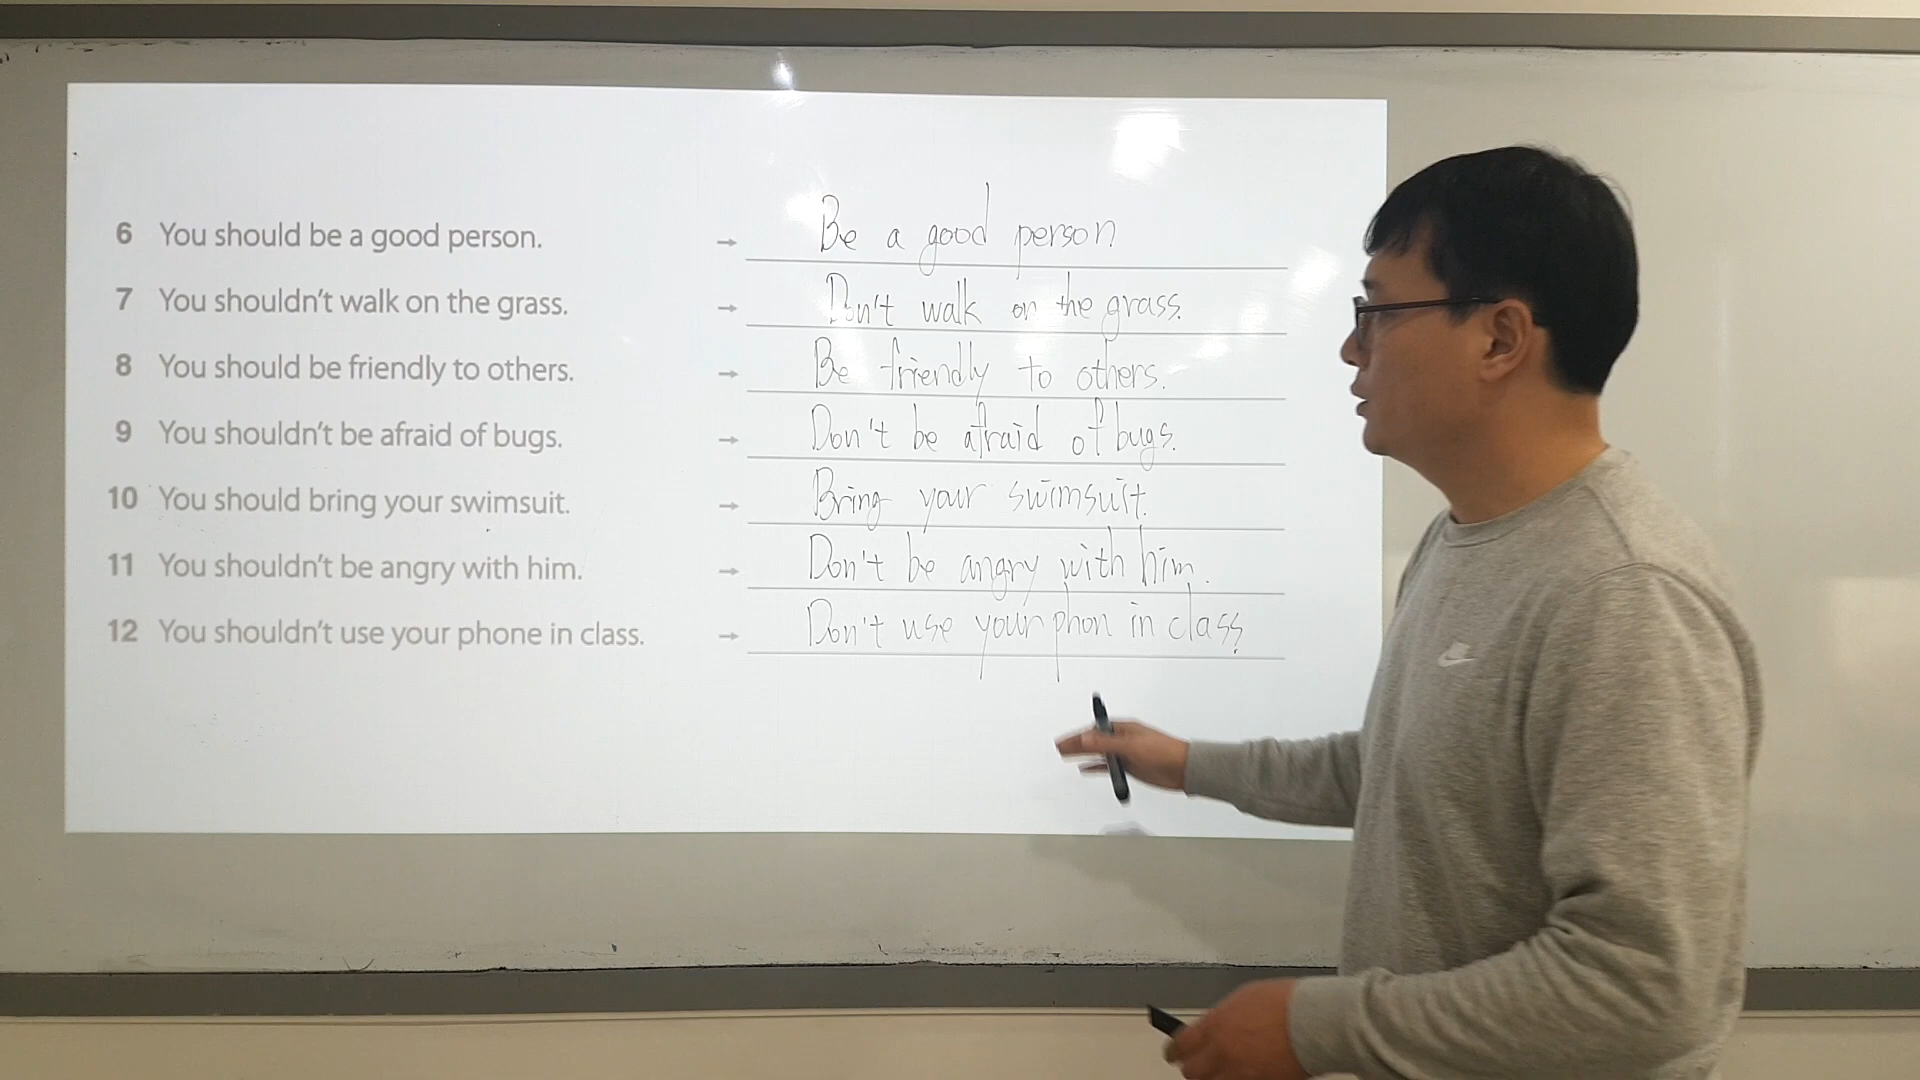 6 You should be a good person. → Be a good person
7 You shouldn't walk on the grass. → Don't walk on the grass.
8 You should be friendly to others. → Be friendly to others.
9 You shouldn't be afraid of bugs. → Don't be afraid of bugs.
10 You should bring your swimsuit. → Bring your swimsuit.
11 You shouldn't be angry with him. → Don't be angry with him.
12 You shouldn't use your phone in class. → Don't use your phon in class.